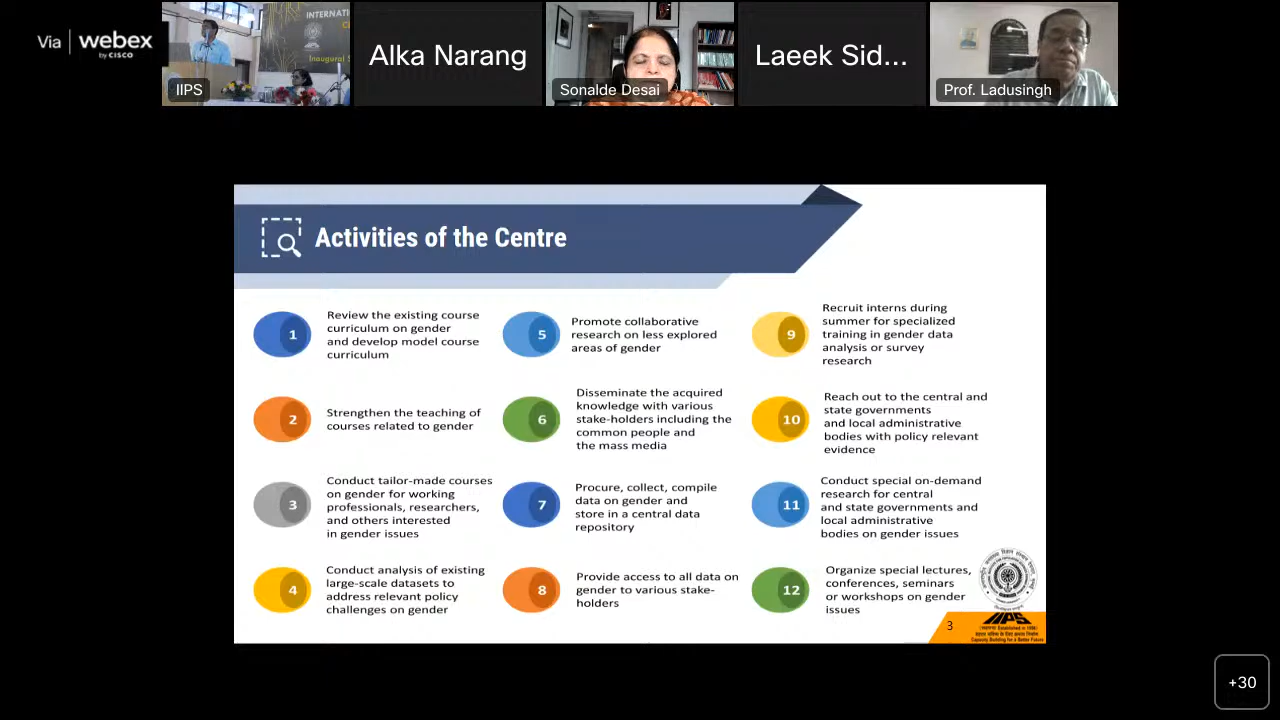 Via webex
by CISCO
INTERNATI
Inaugural S
IIPS
Alka Narang
Sonalde Desai
Laeek Sid...
Prof. Ladusingh
Activities of the Centre
1
Review the existing course
curriculum on gender
and develop model course
curriculum
2
Strengthen the teaching of
courses related to gender
3
Conduct tailor-made courses
on gender for working
professionals, researchers,
and others interested
in gender issues
4
Conduct analysis of existing
large-scale datasets to
address relevant policy
challenges on gender
5
Promote collaborative
research on less explored
areas of gender
6
Disseminate the acquired
knowledge with various
stake-holders including the
common people and
the mass media
7
Procure, collect, compile
data on gender and
store in a central data
repository
8
Provide access to all data on
gender to various stake-
holders
9
Recruit interns during
summer for specialized
training in gender data
analysis or survey
research
10
Reach out to the central and
state governments
and local administrative
bodies with policy relevant
evidence
11
Conduct special on-demand
research for central
and state governments and
local administrative
bodies on gender issues
12
Organize special lectures,
conferences, seminars
or workshops on gender
issues
3
IIPS
Capacity Building for a Better Future
+30